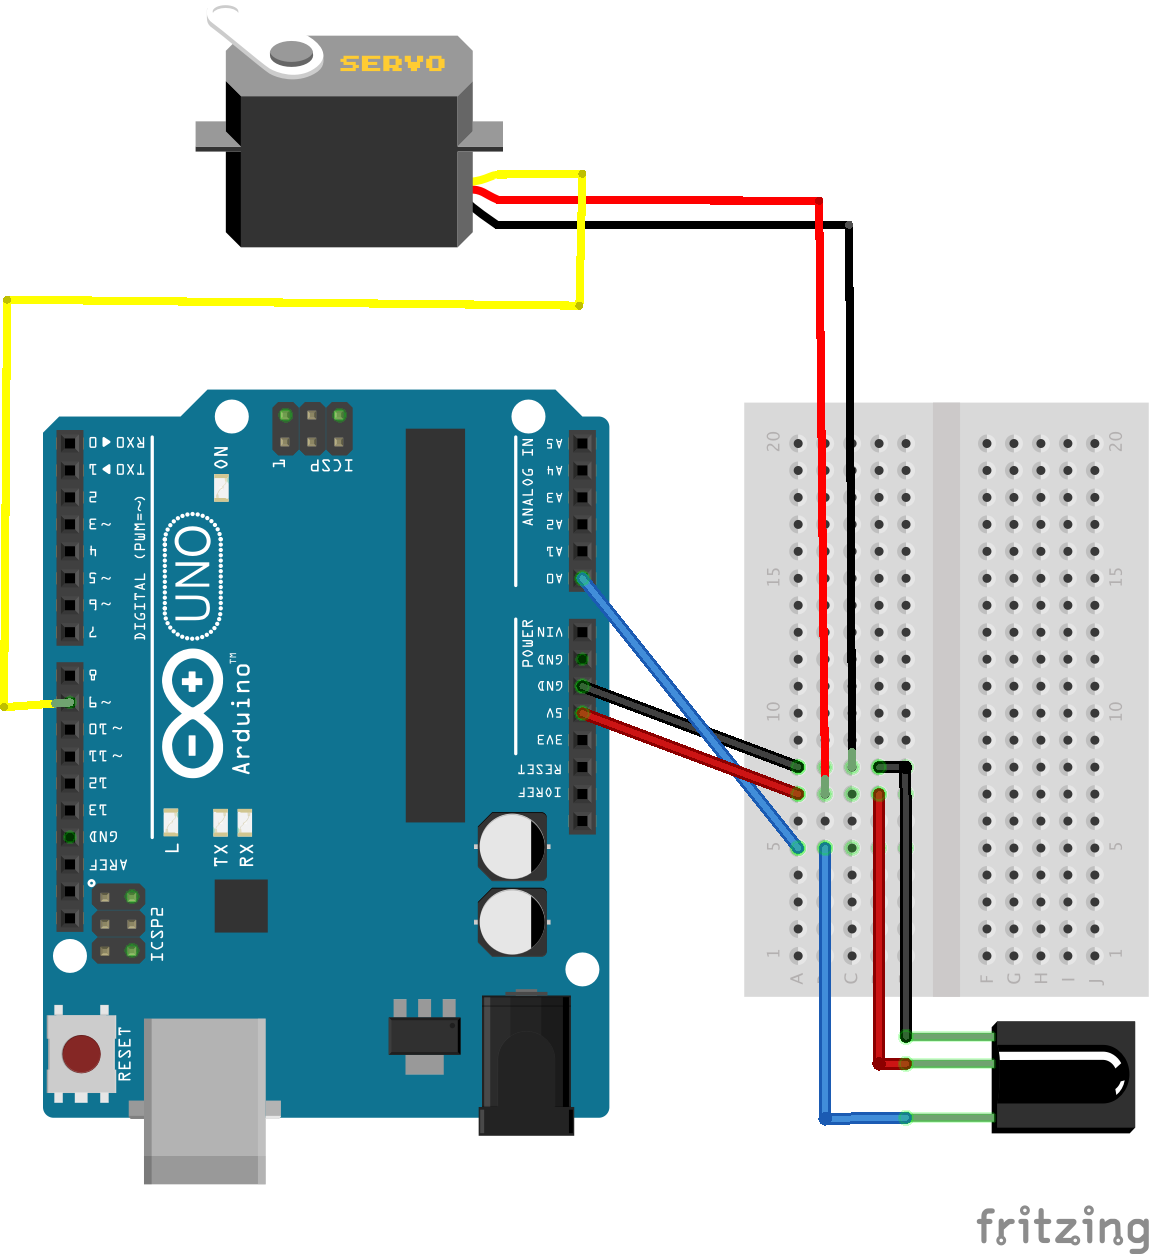 SERVO
RX0 ◀ 0
TX0 ▶ 1
2
~3
4
~5
~6
7
8
~9
~10
~11
12
13
GND
AREF
DIGITAL (PWM=~)
ON
1 ICSP
UNO
Arduino™
L
TX
RX
ICSP2
RESET
ANALOG IN
A5
A4
A3
A2
A1
A0
POWER
VIN
GND
GND
5V
3V3
RESET
IOREF
20 20
15 15
10 10
5 5
1 1
A C F G H I J
fritzing